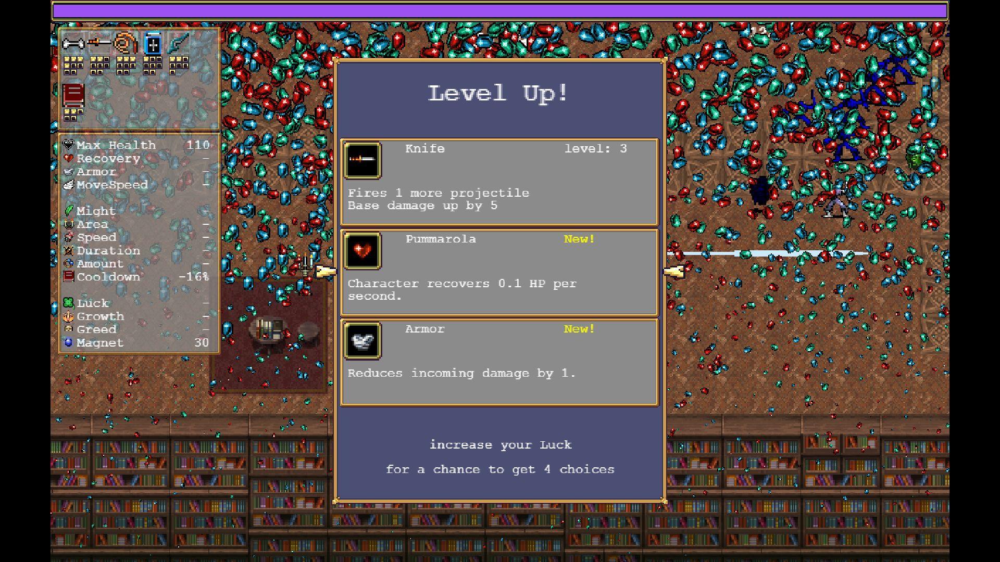 Level Up!
Max Health 110
Recovery -
Armor -
MoveSpeed -
Might -
Area -
Speed -
Duration -
Amount -
Cooldown -16%
Luck -
Growth -
Greed -
Magnet 30
Knife level: 3
Fires 1 more projectile
Base damage up by 5
Pummarola New!
Character recovers 0.1 HP per
second.
Armor New!
Reduces incoming damage by 1.
increase your Luck
for a chance to get 4 choices